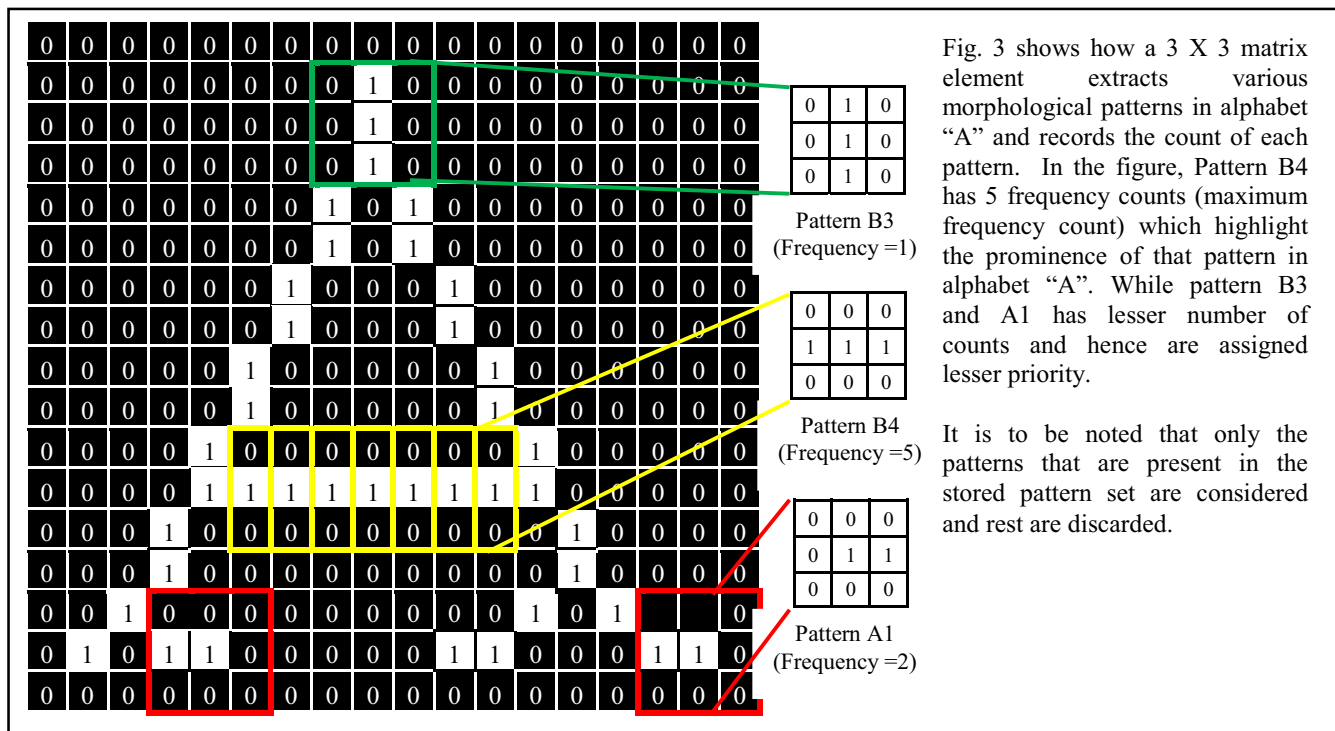 0 0 0 0 0 0 0 0 0 0 0 0 0 0 0 0 0 0
0 0 0 0 0 0 0 0 1 0 0 0 0 0 0 0 0 0
0 0 0 0 0 0 0 0 1 0 0 0 0 0 0 0 0 0
0 0 0 0 0 0 0 0 1 0 0 0 0 0 0 0 0 0
0 0 0 0 0 0 0 1 0 1 0 0 0 0 0 0 0 0
0 0 0 0 0 0 0 1 0 1 0 0 0 0 0 0 0 0
0 0 0 0 0 0 1 0 0 0 1 0 0 0 0 0 0 0
0 0 0 0 0 0 1 0 0 0 1 0 0 0 0 0 0 0
0 0 0 0 0 1 0 0 0 0 0 1 0 0 0 0 0 0
0 0 0 0 0 1 0 0 0 0 0 1 0 0 0 0 0 0
0 0 0 0 1 0 0 0 0 0 0 0 1 0 0 0 0 0
0 0 0 0 1 1 1 1 1 1 1 1 1 0 0 0 0 0
0 0 0 1 0 0 0 0 0 0 0 0 0 1 0 0 0 0
0 0 0 1 0 0 0 0 0 0 0 0 0 1 0 0 0 0
0 0 1 0 0 0 0 0 0 0 0 0 1 0 1 0
0 1 0 1 1 0 0 0 0 0 1 1 0 0 0 1 1 0
0 0 0 0 0 0 0 0 0 0 0 0 0 0 0 0 0 0
0 1 0
0 1 0
0 1 0
Pattern B3
(Frequency =1)
0 0 0
1 1 1
0 0 0
Pattern B4
(Frequency =5)
0 0 0
0 1 1
0 0 0
Pattern A1
(Frequency =2)
Fig. 3 shows how a 3 X 3 matrix
element extracts various
morphological patterns in alphabet
“A” and records the count of each
pattern. In the figure, Pattern B4
has 5 frequency counts (maximum
frequency count) which highlight
the prominence of that pattern in
alphabet “A”. While pattern B3
and A1 has lesser number of
counts and hence are assigned
lesser priority.
It is to be noted that only the
patterns that are present in the
stored pattern set are considered
and rest are discarded.